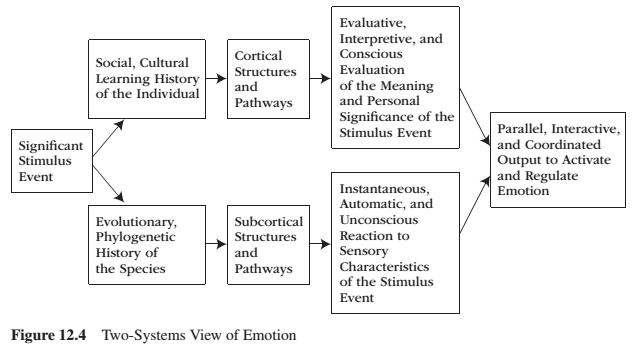 Significant
Stimulus
Event
Social, Cultural
Learning History
of the Individual
Cortical
Structures
and
Pathways
Evaluative,
Interpretive, and
Conscious
Evaluation
of the Meaning
and Personal
Significance of the
Stimulus Event
Evolutionary,
Phylogenetic
History of
the Species
Subcortical
Structures
and
Pathways
Instantaneous,
Automatic, and
Unconscious
Reaction to
Sensory
Characteristics
of the Stimulus
Event
Parallel, Interactive,
and Coordinated
Output to Activate
and Regulate
Emotion
Figure 12.4 Two-Systems View of Emotion